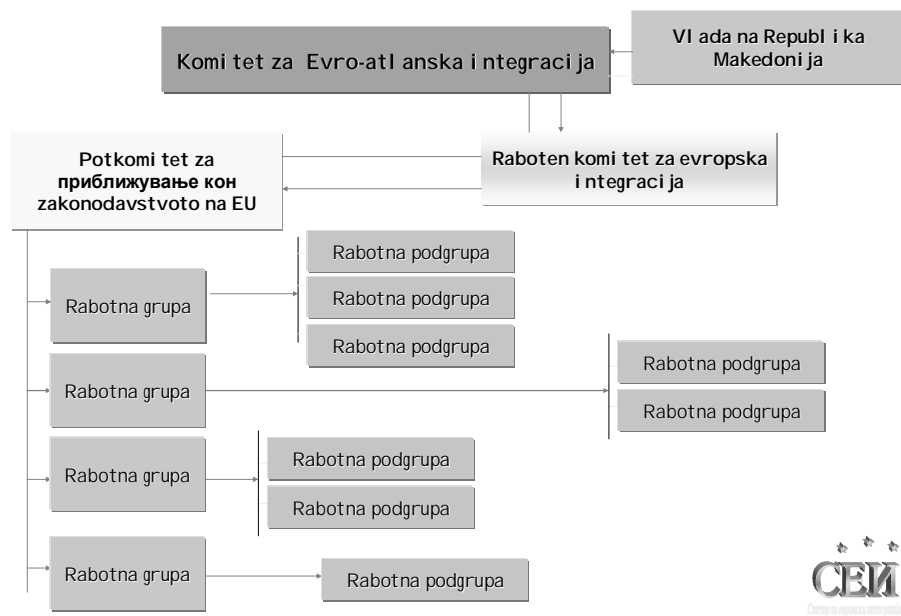 Komitet za Evro-atlanska integracija
Vlada na Republika
Makedonija
Potkomitet za
приближување кон
zakonodavstvoto na EU
Raboten komitet za evropska
integracija
Rabotna grupa
Rabotna podgrupa
Rabotna podgrupa
Rabotna podgrupa
Rabotna grupa
Rabotna podgrupa
Rabotna podgrupa
Rabotna grupa
Rabotna podgrupa
Rabotna podgrupa
Rabotna grupa
Rabotna podgrupa
СЕИ